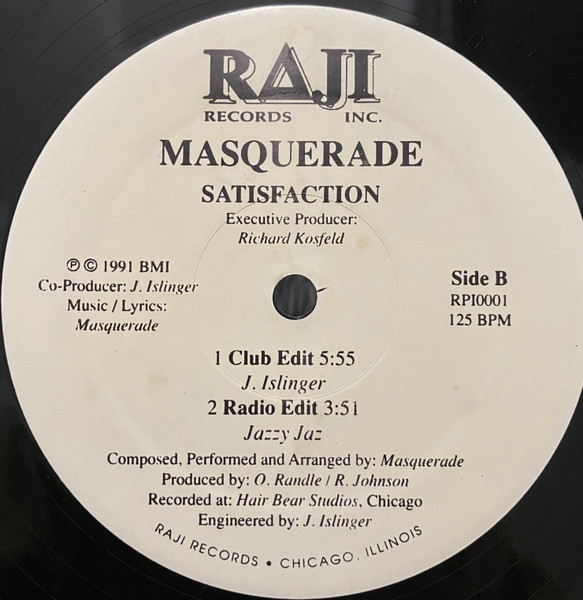 RAJI
RECORDS INC.
MASQUERADE
SATISFACTION
Executive Producer:
Richard Kosfeld
℗ © 1991 BMI
Co-Producer: J. Islinger
Music / Lyrics:
Masquerade
Side B
RPI0001
125 BPM
1 Club Edit 5:55
J. Islinger
2 Radio Edit 3:51
Jazzy Jaz
Composed, Performed and Arranged by: Masquerade
Produced by: O. Randle / R. Johnson
Recorded at: Hair Bear Studios, Chicago
Engineered by: J. Islinger
RAJI RECORDS • CHICAGO, ILLINOIS